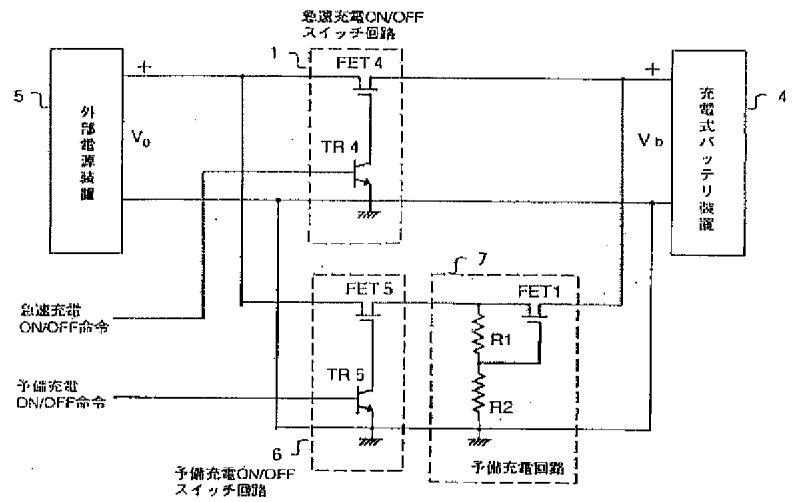 急速充電ON/OFF
スイッチ回路
1
FET 4
5
+
+
4
外部電源装置
V0
TR 4
Vb
充電式バッテリ装置
7
FET 5
FET1
急速充電
ON/OFF命令
R1
TR 5
予備充電
ON/OFF命令
R2
6
予備充電回路
予備充電ON/OFF
スイッチ回路